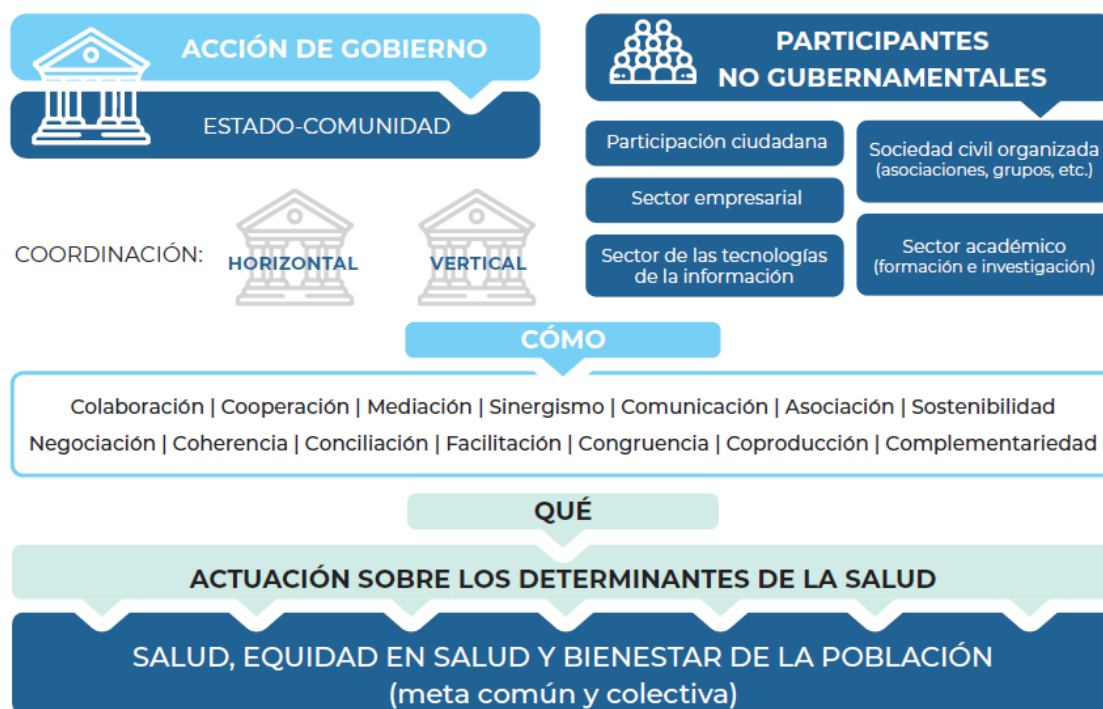 ACCIÓN DE GOBIERNO
ESTADO-COMUNIDAD
COORDINACIÓN:
HORIZONTAL
VERTICAL
PARTICIPANTES
NO GUBERNAMENTALES
Participación ciudadana
Sector empresarial
Sector de las tecnologías
de la información
Sociedad civil organizada
(asociaciones, grupos, etc.)
Sector académico
(formación e investigación)
CÓMO
Colaboración | Cooperación | Mediación | Sinergismo | Comunicación | Asociación | Sostenibilidad
Negociación | Coherencia | Conciliación | Facilitación | Congruencia | Coproducción | Complementariedad
QUÉ
ACTUACIÓN SOBRE LOS DETERMINANTES DE LA SALUD
SALUD, EQUIDAD EN SALUD Y BIENESTAR DE LA POBLACIÓN
(meta común y colectiva)